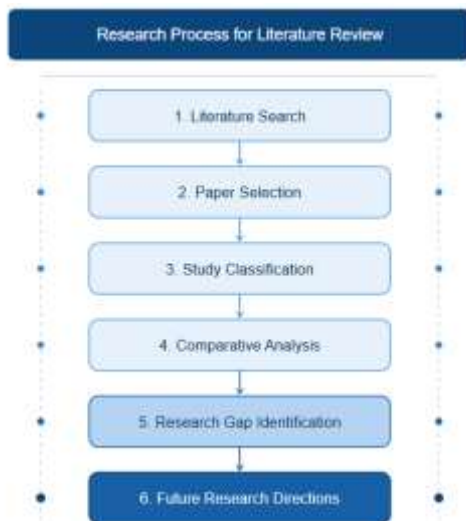 Research Process for Literature Review
1. Literature Search
2. Paper Selection
3. Study Classification
4. Comparative Analysis
5. Research Gap Identification
6. Future Research Directions